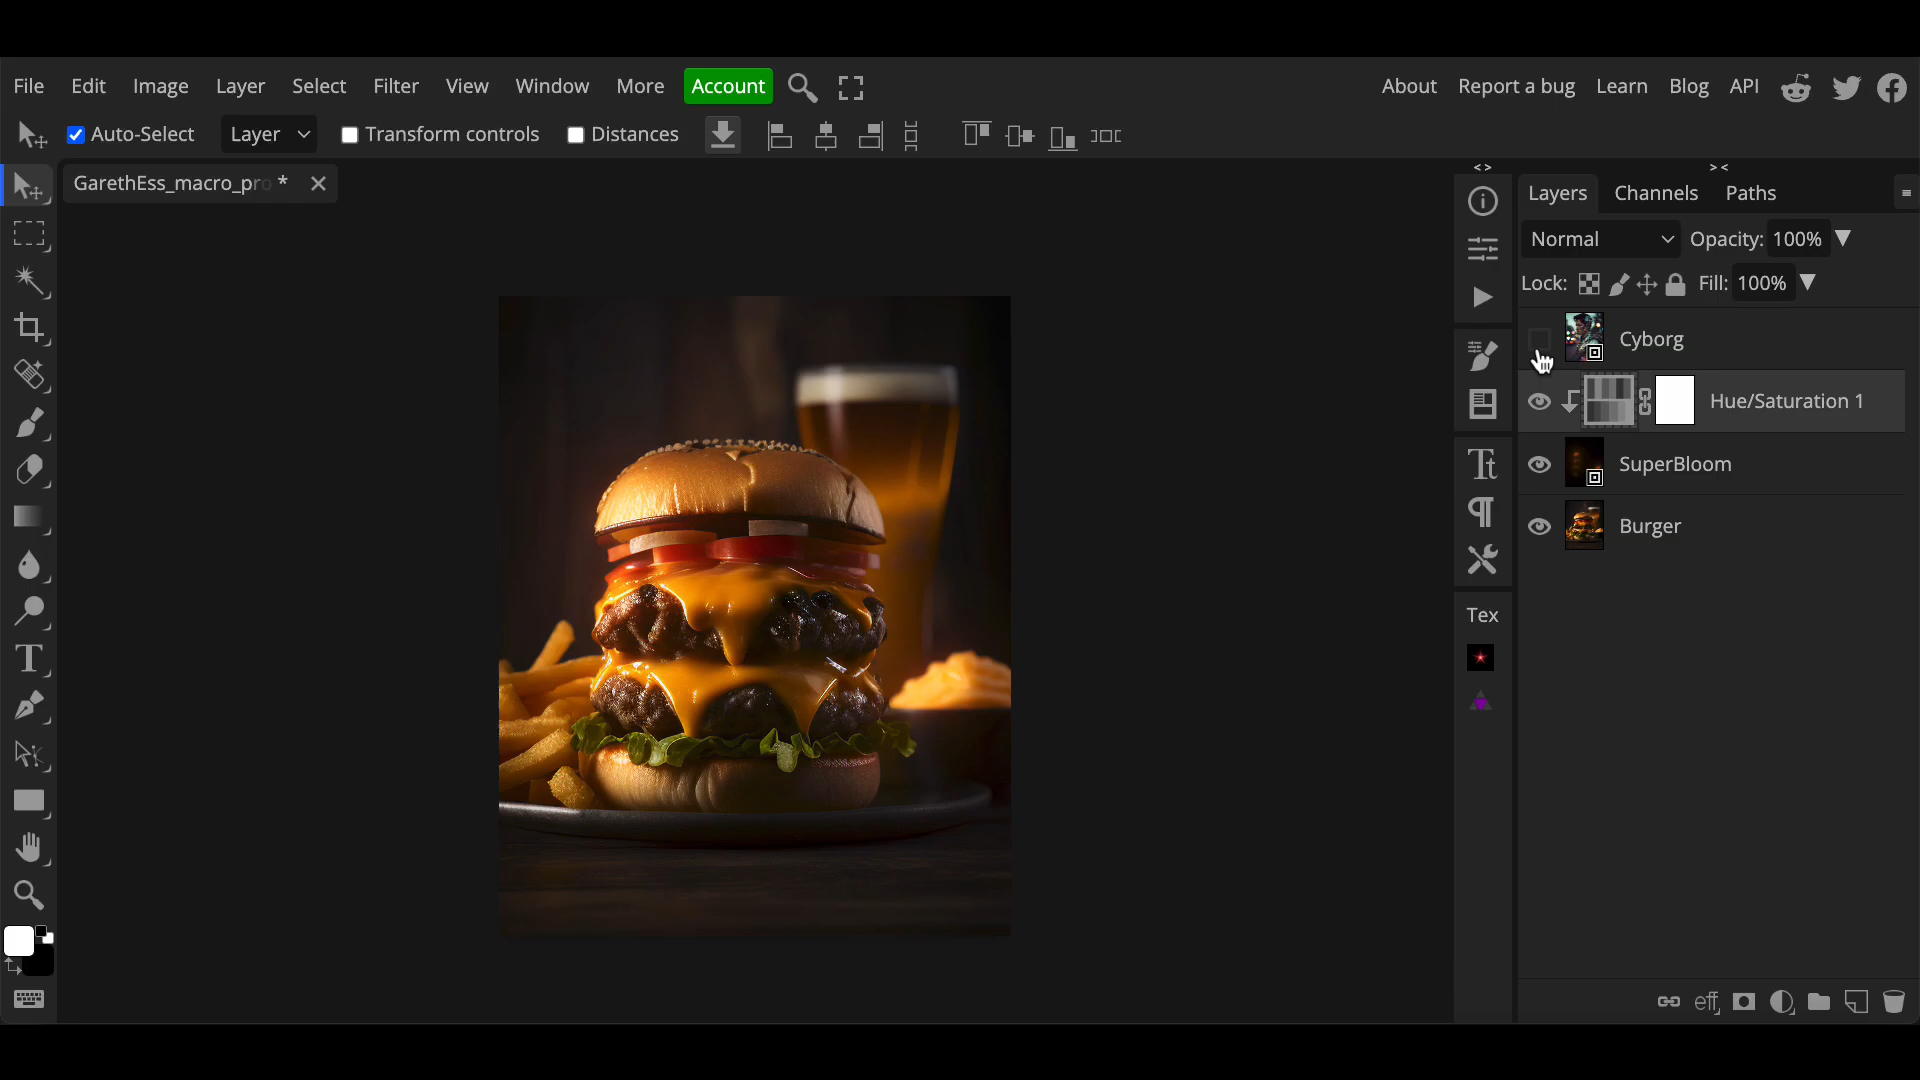 File Edit Image Layer Select Filter View Window More Account About Report a bug Learn Blog API
Auto-Select Layer Transform controls Distances
GarethEss_macro_pro *
Layers Channels Paths
Normal Opacity: 100%
Lock: Fill: 100%
Cyborg
Hue/Saturation 1
SuperBloom
Burger
Tex
eff